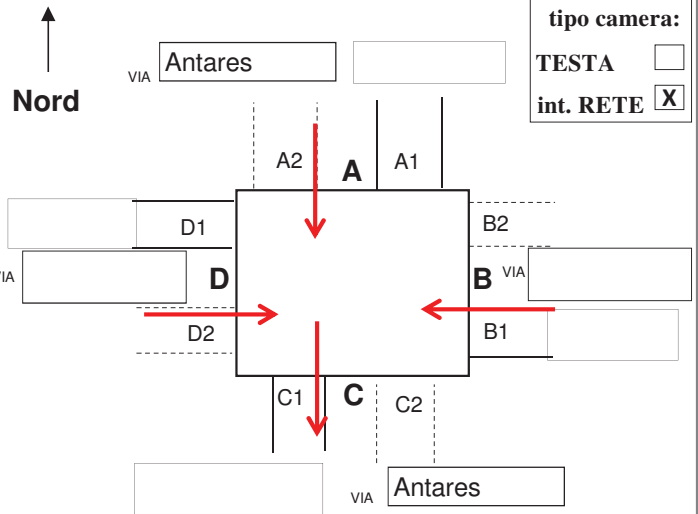 tipo camera:
TESTA
int. RETE X
Nord
VIA Antares
A2 A A1
D1 B2
VIA D B VIA
D2 B1
C1 C C2
VIA Antares